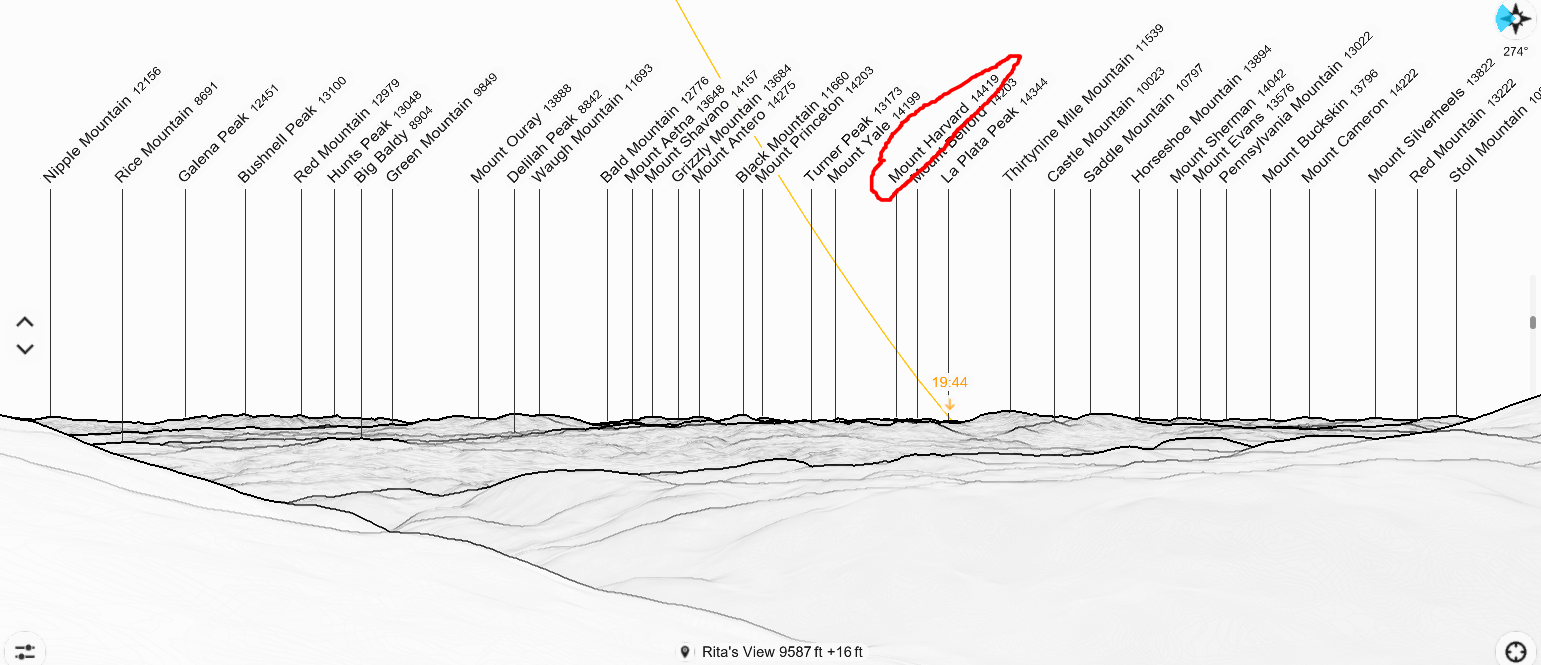 274°
Nipple Mountain 12156
Rice Mountain 8691
Galena Peak 12451
Bushnell Peak 13100
Red Mountain 12979
Hunts Peak 13048
Big Baldy 8904
Green Mountain 9849
Mount Ouray 13888
Delilah Peak 8842
Waugh Mountain 11693
Bald Mountain 12776
Mount Aetna 13648
Mount Shavano 14157
Grizzly Mountain 13684
Mount Antero 14275
Black Mountain 11660
Mount Princeton 14203
Turner Peak 13173
Mount Yale 14199
Mount Harvard 14419
Mount Belford 14203
La Plata Peak 14344
Thirtynine Mile Mountain 11539
Castle Mountain 10023
Saddle Mountain 10797
Horseshoe Mountain 13894
Mount Sherman 14042
Mount Evans 13576
Pennsylvania Mountain 13022
Mount Buckskin 13796
Mount Cameron 14222
Mount Silverheels 13822
Red Mountain 13222
Stoll Mountain
19:44
Rita's View 9587 ft +16 ft